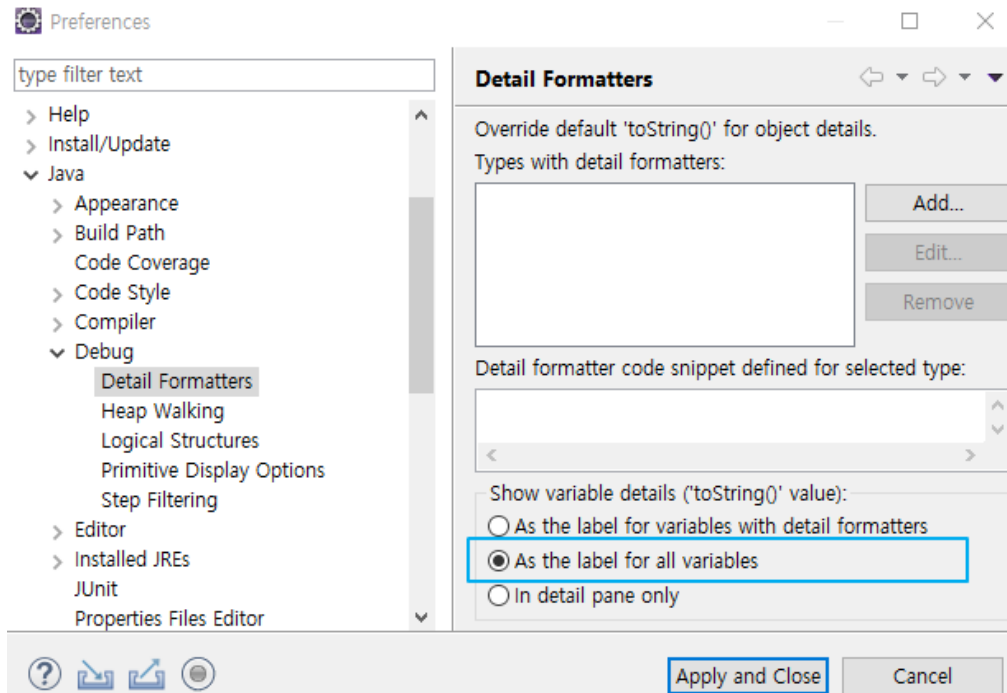 Preferences
type filter text
Help
Install/Update
Java
Appearance
Build Path
Code Coverage
Code Style
Compiler
Debug
Detail Formatters
Heap Walking
Logical Structures
Primitive Display Options
Step Filtering
Editor
Installed JREs
JUnit
Properties Files Editor
Detail Formatters
Override default 'toString()' for object details.
Types with detail formatters:
Add...
Edit...
Remove
Detail formatter code snippet defined for selected type:
Show variable details ('toString()' value):
As the label for variables with detail formatters
As the label for all variables
In detail pane only
Apply and Close
Cancel